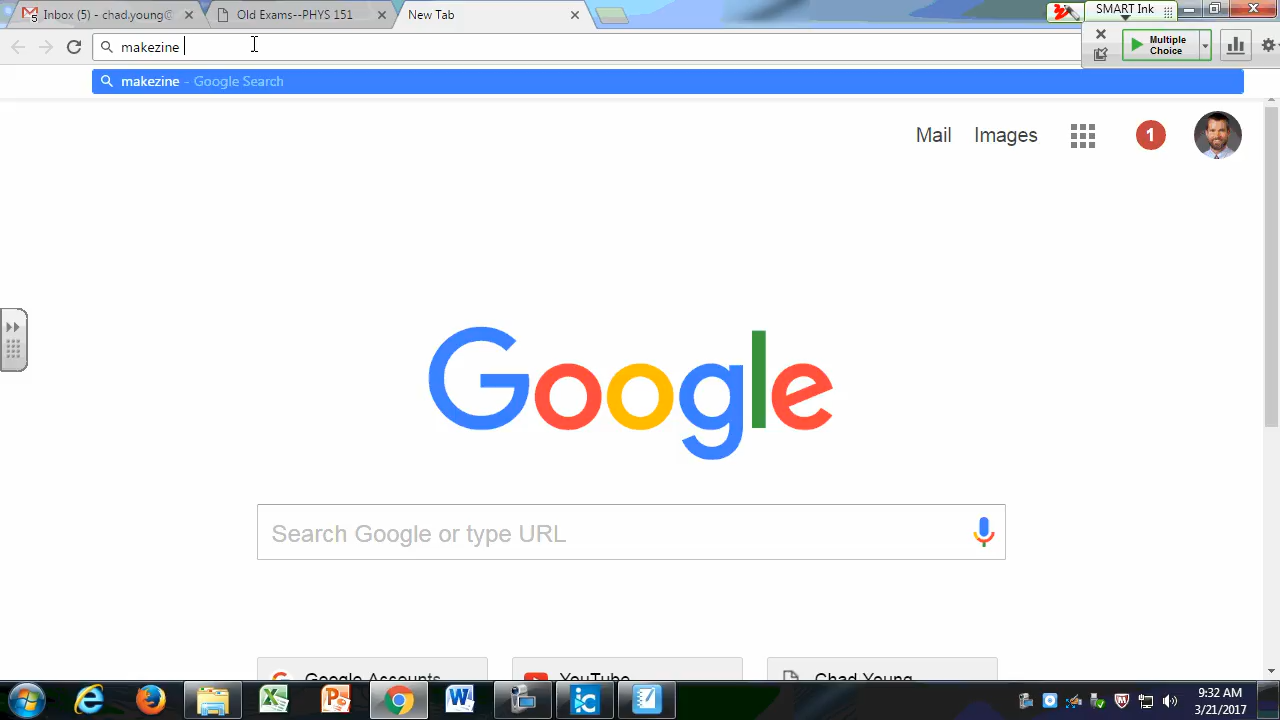 Inbox (5) - chad.young@
Old Exams--PHYS 151
New Tab
SMART Ink
makezine
Multiple
Choice
makezine - Google Search
Mail
Images
1
Google
Search Google or type URL
Google Accounts
YouTube
Chad Young
9:32 AM
3/21/2017